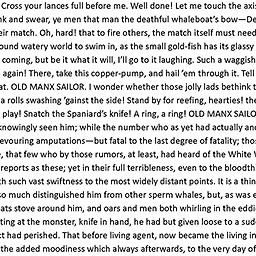 Cross your lances full before me. Well done! Let me touch the axis
nk and swear, ye men that man the deathful whaleboat's bow—De
eir match. Oh, hard! that to fire others, the match itself must need
ound watery world to swim in, as the small gold-fish has its glassy
coming, but be it what it will, I'll go to it laughing. Such a waggish
again! There, take this copper-pump, and hail 'em through it. Tell
at. OLD MANX SAILOR. I wonder whether those jolly lads bethink t
a rolls swashing 'gainst the side! Stand by for reefing, hearties! the
play! Snatch the Spaniard's knife! A ring, a ring! OLD MANX SAILO
knowingly seen him; while the number who as yet had actually and
evouring amputations—but fatal to the last degree of fatality; thos
e, that few who by those rumors, at least, had heard of the White W
reports as these; yet in their full terribleness, even to the bloodthi
h such vast swiftness to the most widely distant points. It is a thin
so much distinguished him from other sperm whales, but, as was e
ats stove around him, and oars and men both whirling in the eddie
ting at the monster, knife in hand, he had but given loose to a sudd
ct had perished. That before living agent, now became the living in
the added moodiness which always afterwards, to the very day of